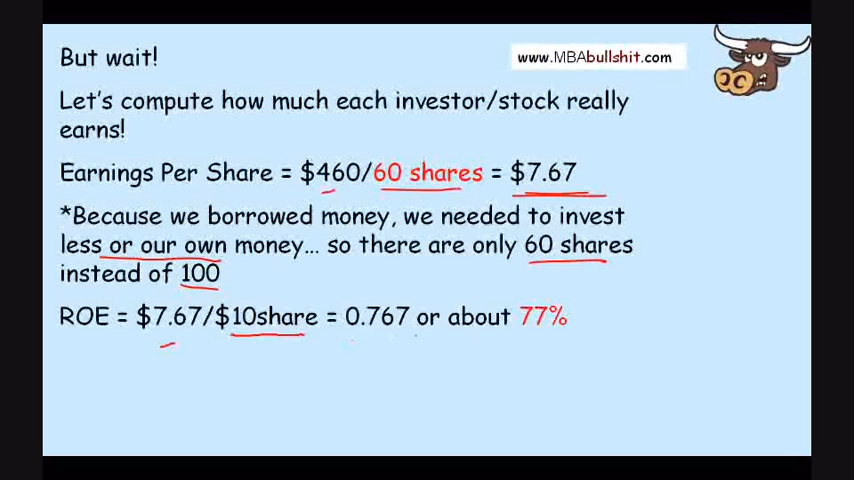 But wait!
www.MBAbullshit.com
Let's compute how much each investor/stock really
earns!
Earnings Per Share = $460/60 shares = $7.67
*Because we borrowed money, we needed to invest
less or our own money... so there are only 60 shares
instead of 100
ROE = $7.67/$10share = 0.767 or about 77%